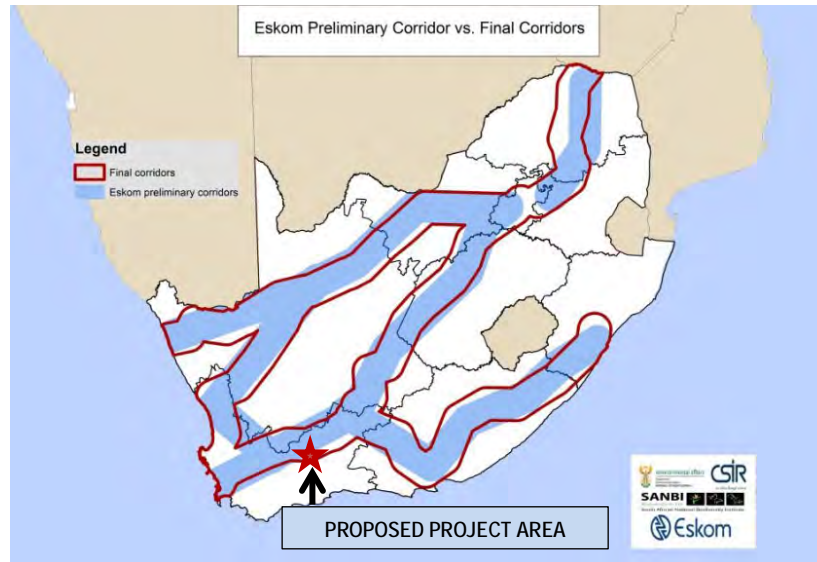 Eskom Preliminary Corridor vs. Final Corridors
Legend
Final corridors
Eskom preliminary corridors
PROPOSED PROJECT AREA
CSIR
SANBI
South African National Biodiversity Institute
Eskom